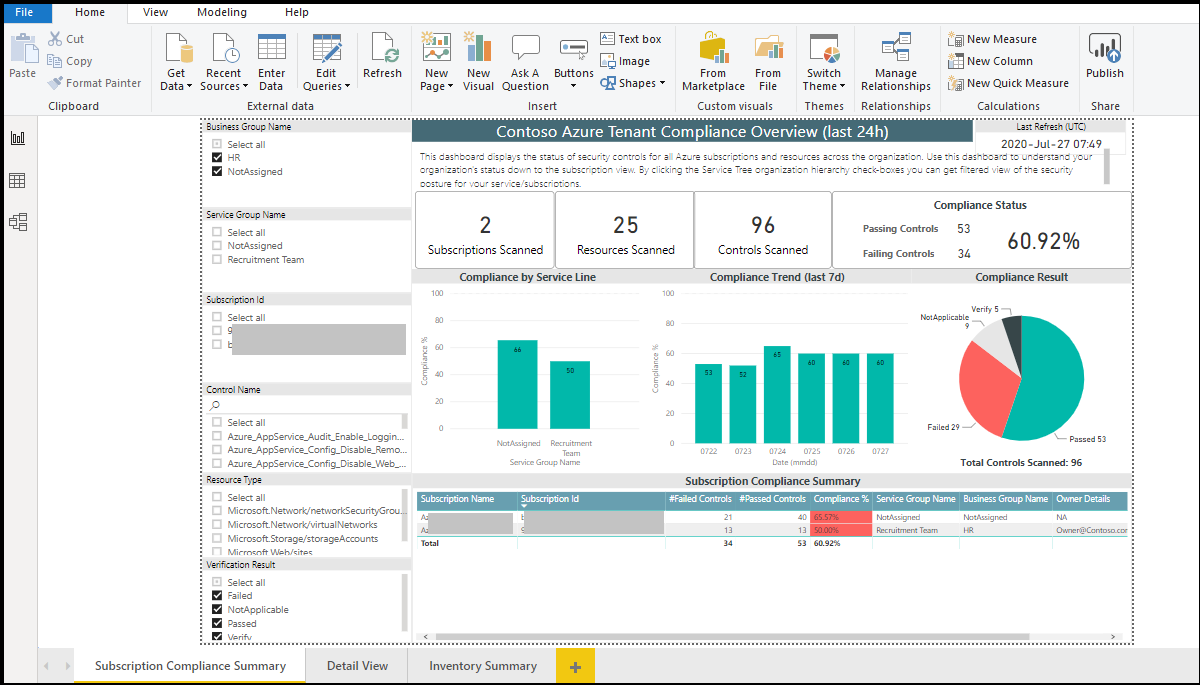 File
Home
View
Modeling
Help
Paste
Cut
Copy
Format Painter
Clipboard
Get
Data
Recent
Sources
Enter
Data
External data
Edit
Queries
Refresh
New
Page
New
Visual
Ask A
Question
Buttons
Text box
Image
Shapes
Insert
From
Marketplace
From
File
Custom visuals
Switch
Theme
Themes
Manage
Relationships
Relationships
New Measure
New Column
New Quick Measure
Calculations
Publish
Share
Business Group Name
Select all
HR
NotAssigned
Service Group Name
Select all
NotAssigned
Recruitment Team
Subscription Id
Select all
9
b
Control Name
Select all
Azure_AppService_Audit_Enable_Loggin...
Azure_AppService_Config_Disable_Remo...
Azure_AppService_Config_Disable_Web_...
Resource Type
Select all
Microsoft.Network/networkSecurityGrou...
Microsoft.Network/virtualNetworks
Microsoft.Storage/storageAccounts
Microsoft.Web/sites
Verification Result
Select all
Failed
NotApplicable
Passed
Verify
Contoso Azure Tenant Compliance Overview (last 24h)
Last Refresh (UTC)
2020-Jul-27 07:49
This dashboard displays the status of security controls for all Azure subscriptions and resources across the organization. Use this dashboard to understand your
organization's status down to the subscription view. By clicking the Service Tree organization hierarchy check-boxes you can get filtered view of the security
posture for your service/subscriptions.
2
Subscriptions Scanned
25
Resources Scanned
96
Controls Scanned
Compliance Status
Passing Controls 53
Failing Controls 34
60.92%
Compliance by Service Line
100
80
60
40
20
0
Compliance %
66
50
NotAssigned
Recruitment
Team
Service Group Name
Compliance Trend (last 7d)
100
80
60
40
20
0
Compliance %
53
52
65
60
60
60
0722
0723
0724
0725
0726
0727
Date (mmdd)
Compliance Result
Verify 5
NotApplicable
9
Failed 29
Passed 53
Total Controls Scanned: 96
Subscription Compliance Summary
Subscription Name Subscription Id #Failed Controls #Passed Controls Compliance % Service Group Name Business Group Name Owner Details
Az b 21 40 65.57% NotAssigned NotAssigned NA
Az 9 13 13 50.00% Recruitment Team HR Owner@Contoso.com
Total 34 53 60.92%
Subscription Compliance Summary
Detail View
Inventory Summary